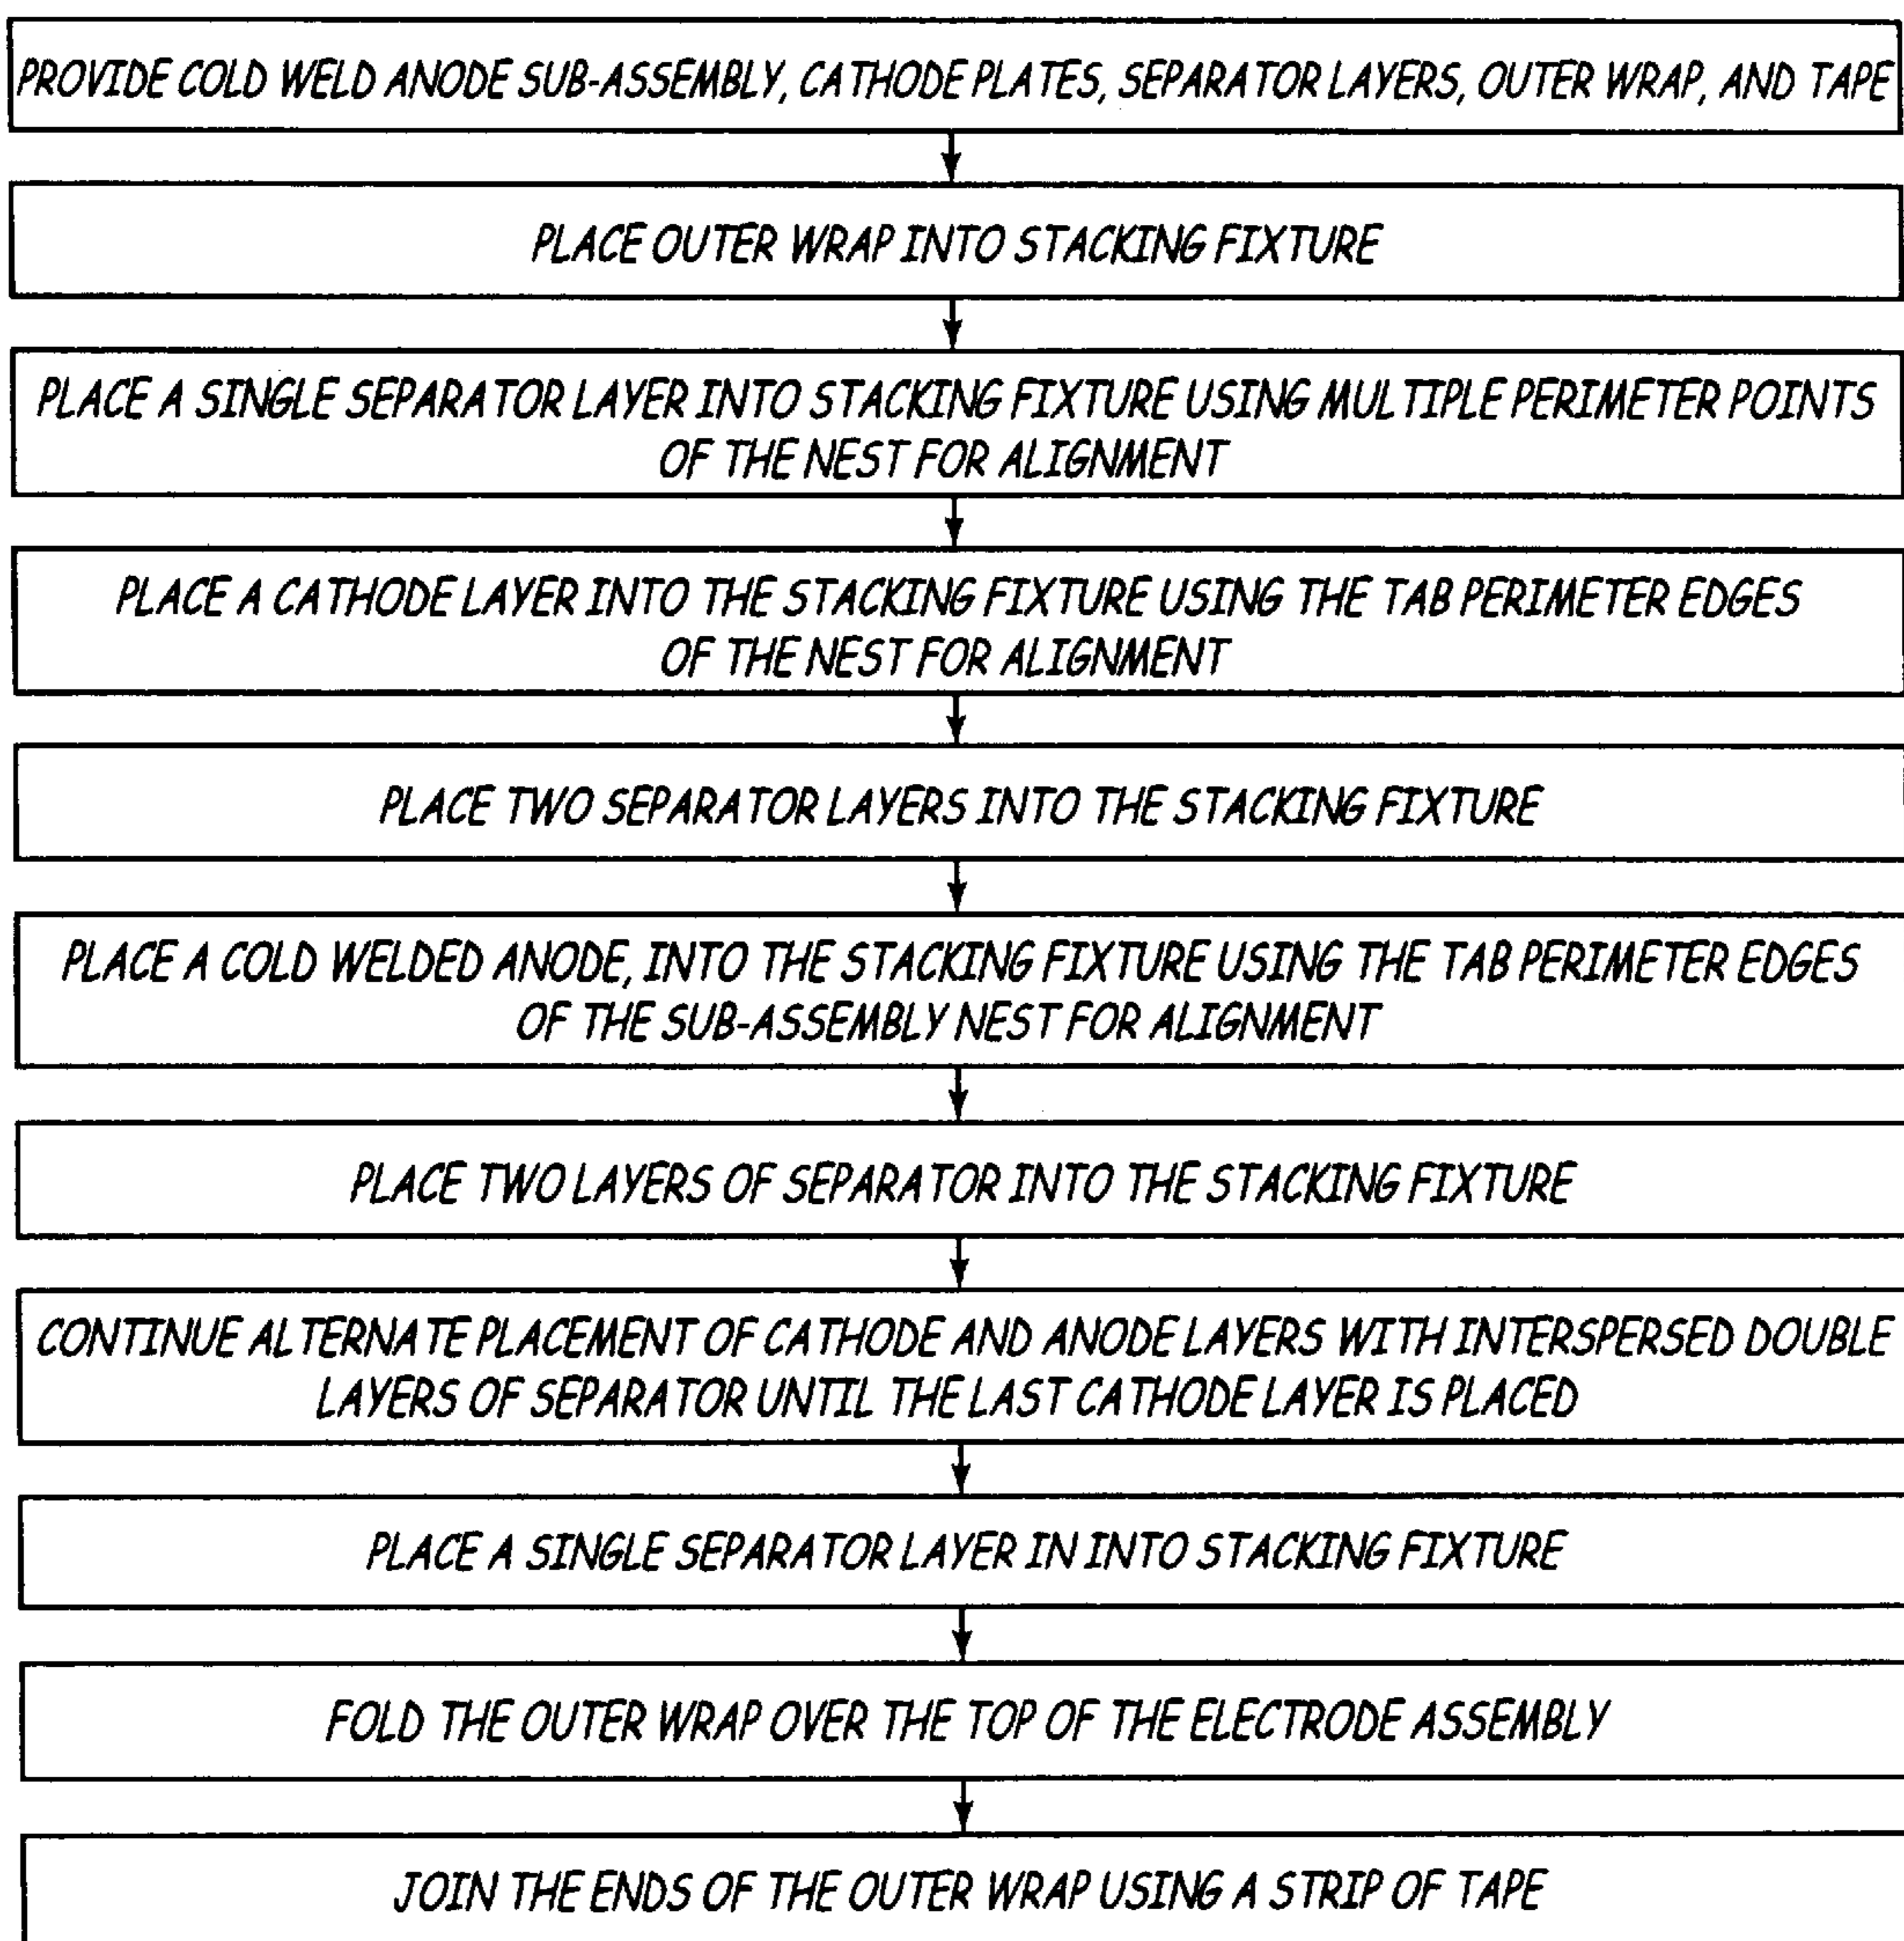 PROVIDE COLD WELD ANODE SUB-ASSEMBLY, CATHODE PLATES, SEPARATOR LAYERS, OUTER WRAP, AND TAPE
PLACE OUTER WRAP INTO STACKING FIXTURE
PLACE A SINGLE SEPARATOR LAYER INTO STACKING FIXTURE USING MULTIPLE PERIMETER POINTS
OF THE NEST FOR ALIGNMENT
PLACE A CATHODE LAYER INTO THE STACKING FIXTURE USING THE TAB PERIMETER EDGES
OF THE NEST FOR ALIGNMENT
PLACE TWO SEPARATOR LAYERS INTO THE STACKING FIXTURE
PLACE A COLD WELDED ANODE, INTO THE STACKING FIXTURE USING THE TAB PERIMETER EDGES
OF THE SUB-ASSEMBLY NEST FOR ALIGNMENT
PLACE TWO LAYERS OF SEPARATOR INTO THE STACKING FIXTURE
CONTINUE ALTERNATE PLACEMENT OF CATHODE AND ANODE LAYERS WITH INTERSPERSED DOUBLE
LAYERS OF SEPARATOR UNTIL THE LAST CATHODE LAYER IS PLACED
PLACE A SINGLE SEPARATOR LAYER IN INTO STACKING FIXTURE
FOLD THE OUTER WRAP OVER THE TOP OF THE ELECTRODE ASSEMBLY
JOIN THE ENDS OF THE OUTER WRAP USING A STRIP OF TAPE